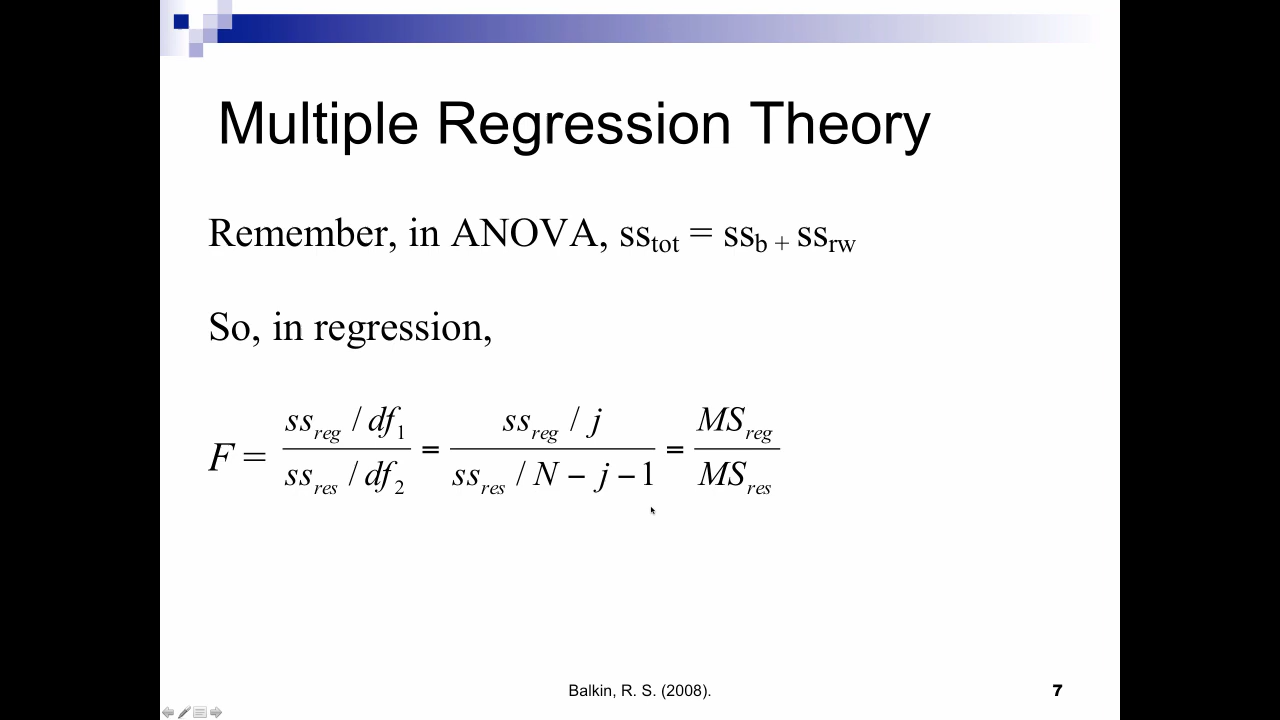 Multiple Regression Theory
Remember, in ANOVA, ss_tot = ss_b + ss_rw
So, in regression,
F = (ss_reg / df_1) / (ss_res / df_2) = (ss_reg / j) / (ss_res / N − j − 1) = MS_reg / MS_res
Balkin, R. S. (2008).
7